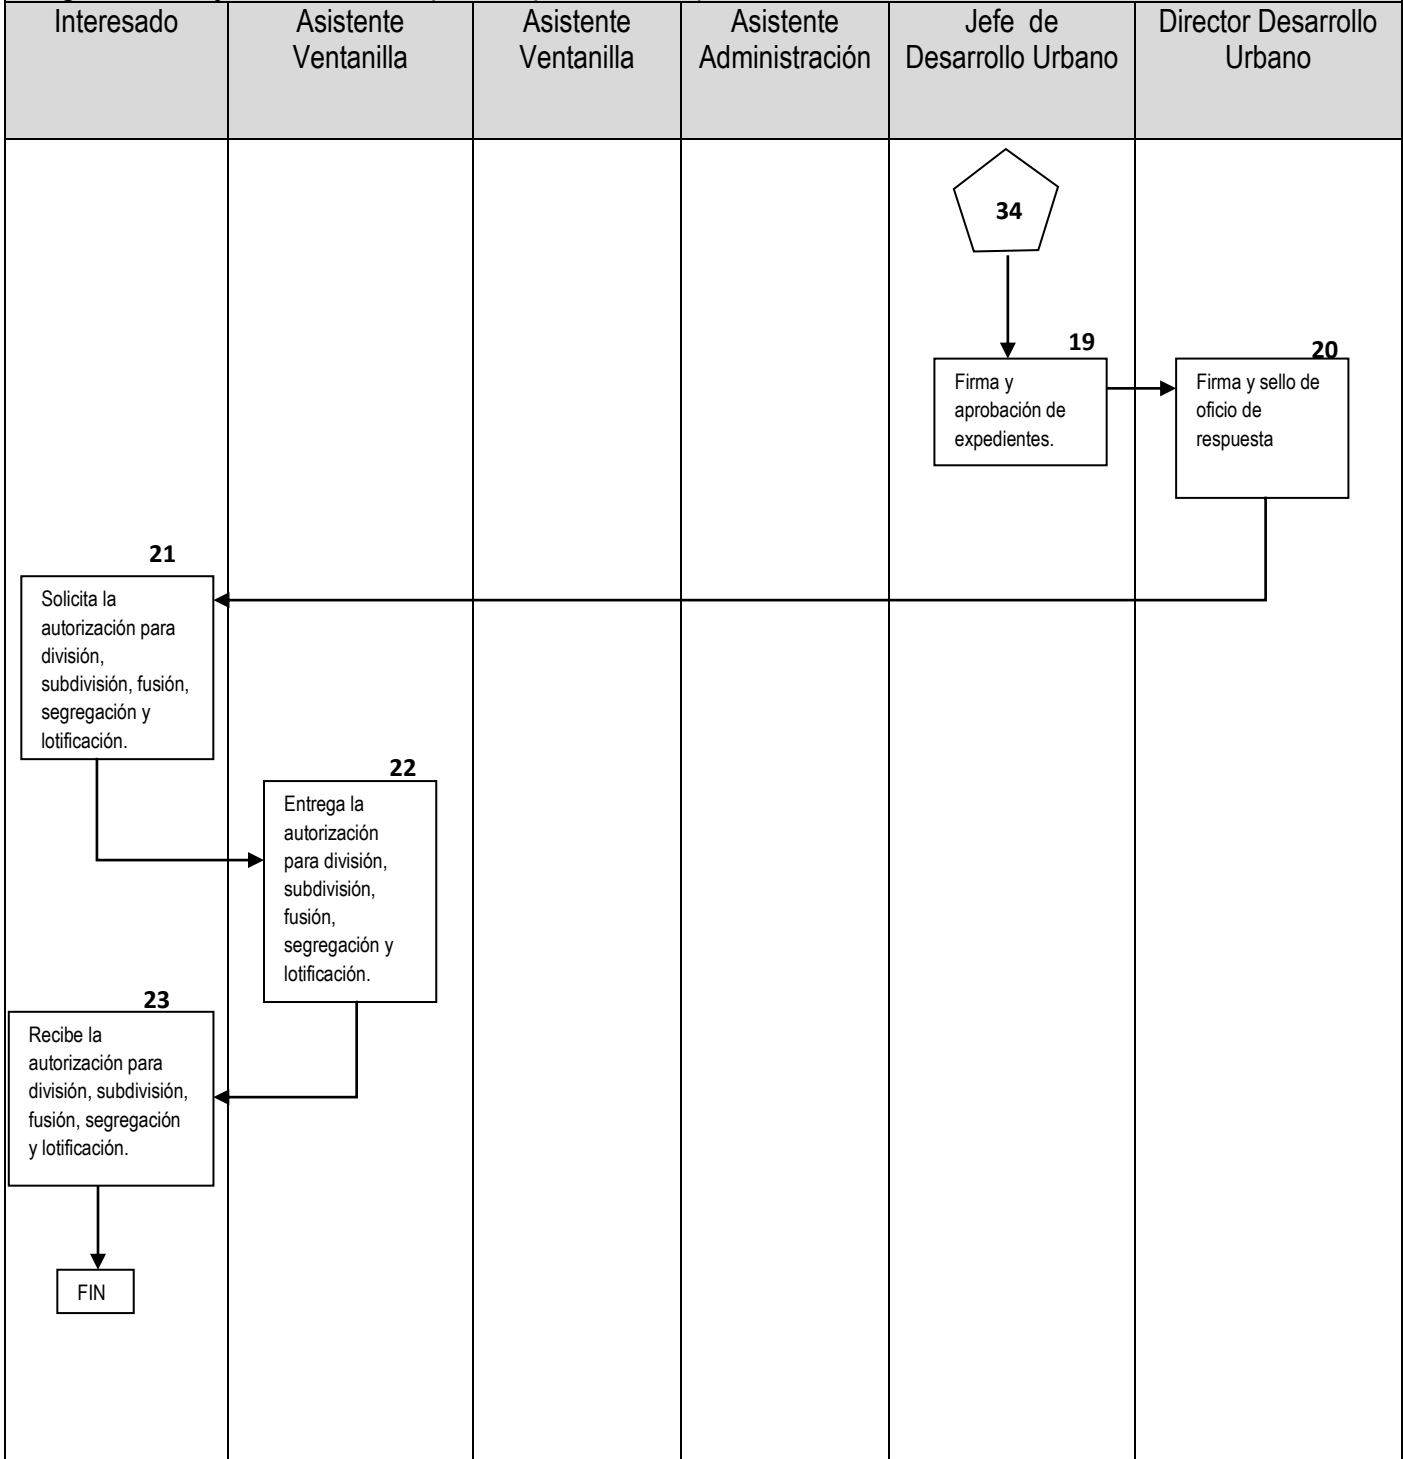 Interesado
Asistente
Ventanilla
Asistente
Ventanilla
Asistente
Administración
Jefe de
Desarrollo Urbano
Director Desarrollo
Urbano
34
19
Firma y
aprobación de
expedientes.
20
Firma y sello de
oficio de
respuesta
21
Solicita la
autorización para
división,
subdivisión, fusión,
segregación y
lotificación.
22
Entrega la
autorización
para división,
subdivisión,
fusión,
segregación y
lotificación.
23
Recibe la
autorización para
división, subdivisión,
fusión, segregación
y lotificación.
FIN